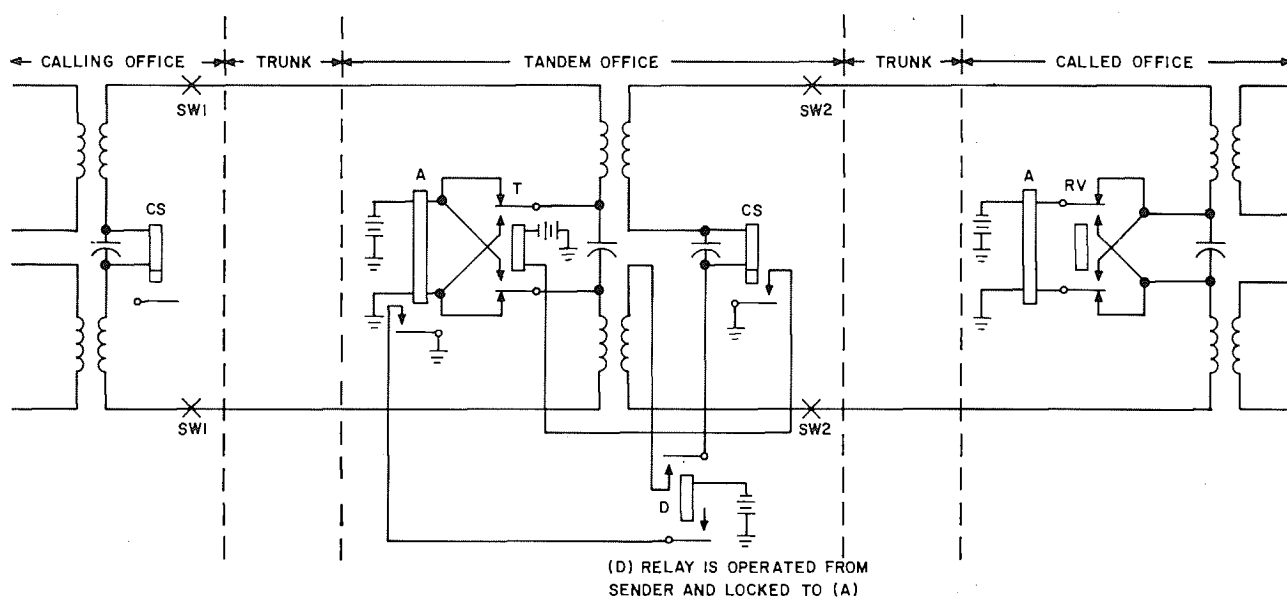 CALLING OFFICE TRUNK TANDEM OFFICE TRUNK CALLED OFFICE
SW1 SW2
A T A RV
CS CS
SW1 SW2
D
(D) RELAY IS OPERATED FROM
SENDER AND LOCKED TO (A)